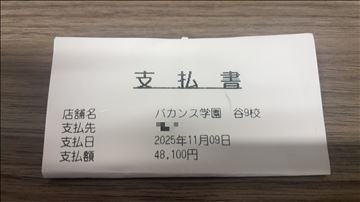 支払書
店舗名 バカンス学園 谷9校
支払先
支払日 2025年11月09日
支払額 48,100円